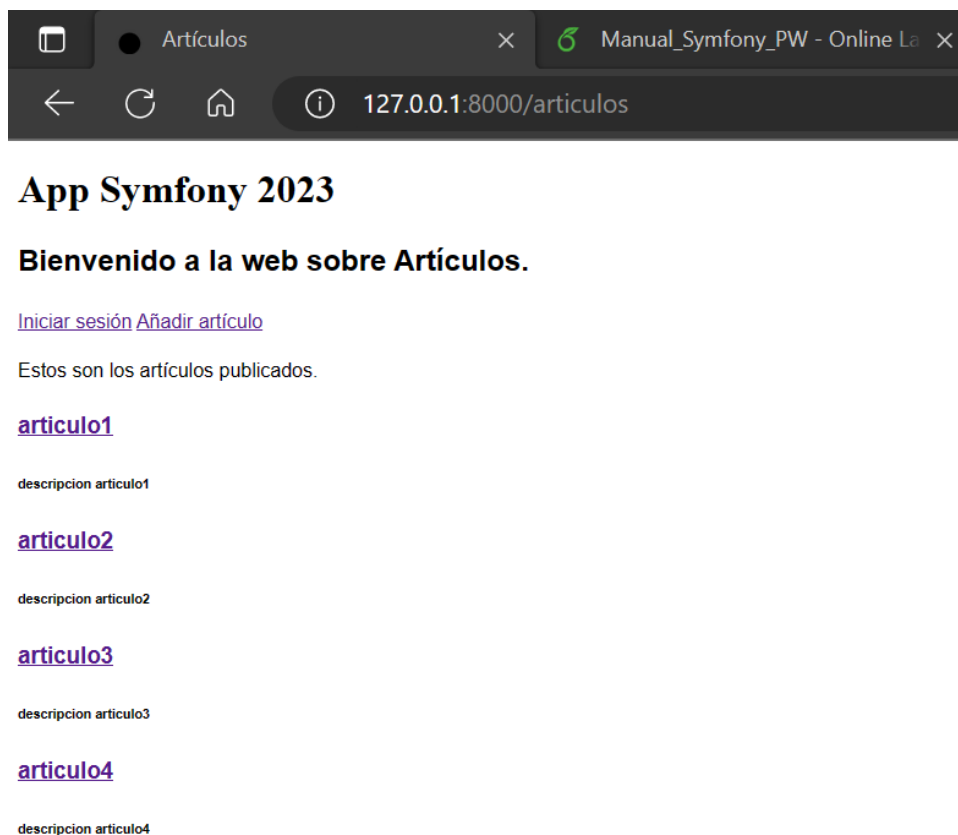 Artículos
Manual_Symfony_PW - Online La
127.0.0.1:8000/articulos
App Symfony 2023
Bienvenido a la web sobre Artículos.
Iniciar sesión Añadir artículo
Estos son los artículos publicados.
articulo1
descripcion articulo1
articulo2
descripcion articulo2
articulo3
descripcion articulo3
articulo4
descripcion articulo4